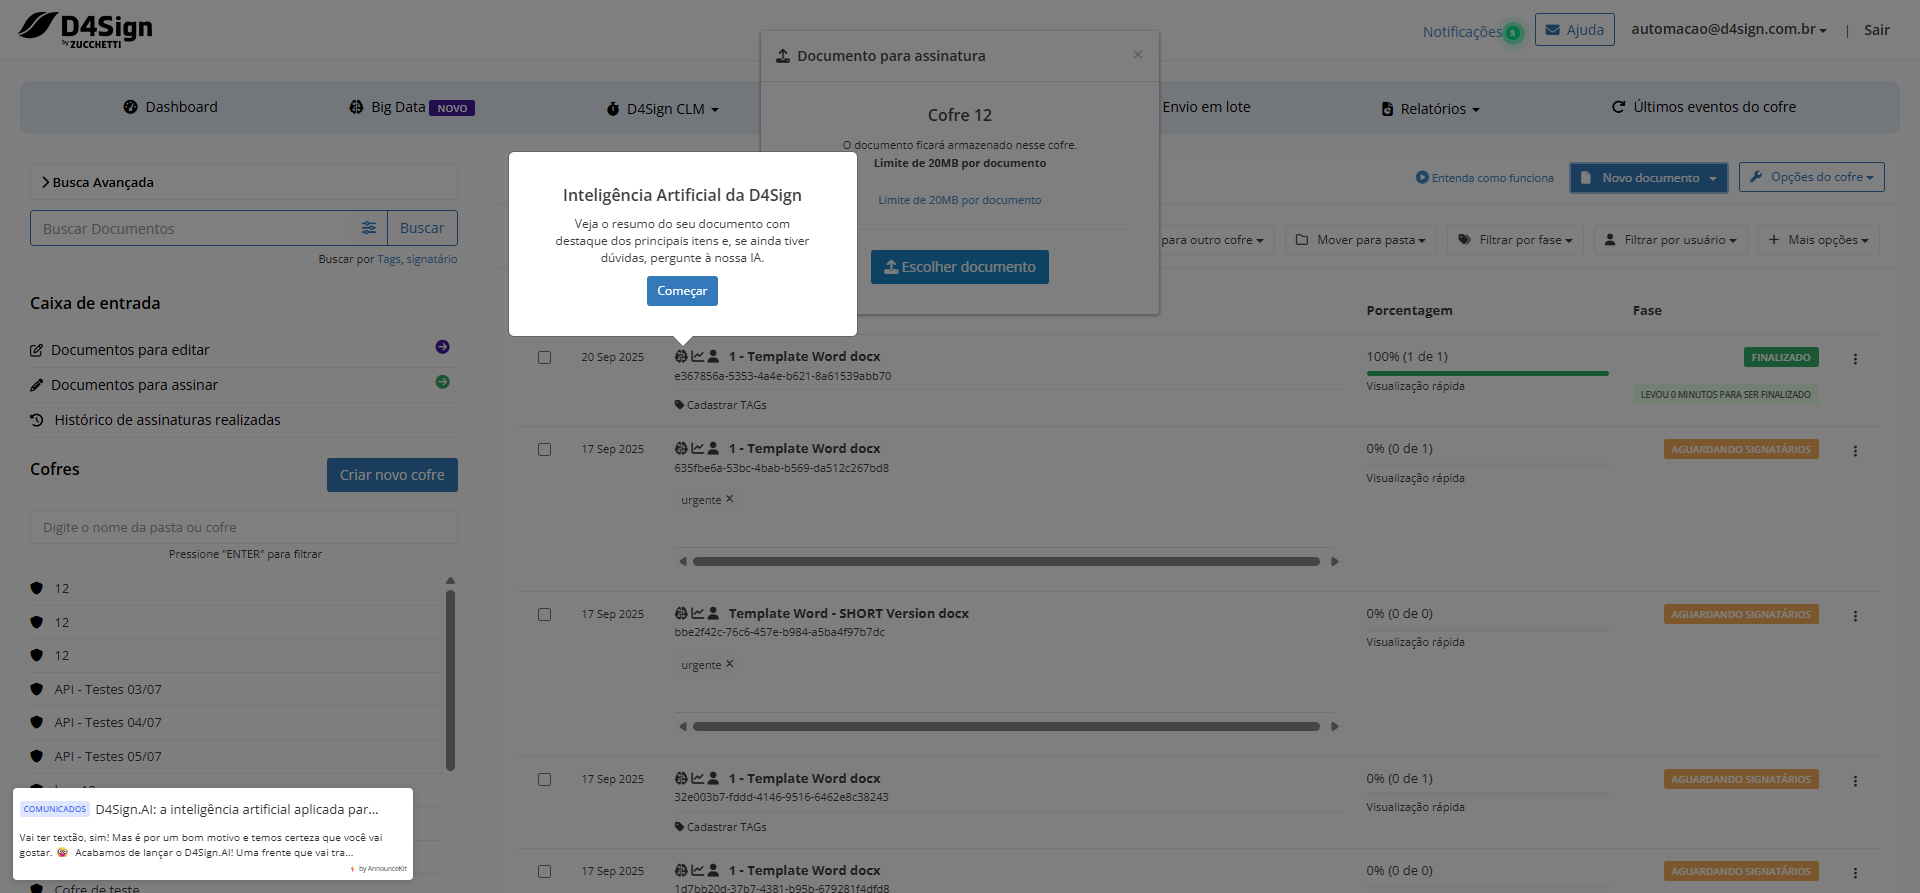 D4Sign
by ZUCCHETTI
Notificações 5
Ajuda
automacao@d4sign.com.br
|
Sair
Dashboard
Big Data NOVO
D4Sign CLM
Envio em lote
Relatórios
Últimos eventos do cofre
Documento para assinatura
×
Cofre 12
O documento ficará armazenado nesse cofre.
Limite de 20MB por documento
Limite de 20MB por documento
Escolher documento
Inteligência Artificial da D4Sign
Veja o resumo do seu documento com
destaque dos principais itens e, se ainda tiver
dúvidas, pergunte à nossa IA.
Começar
Busca Avançada
Buscar Documentos
Buscar
Buscar por Tags, signatário
Caixa de entrada
Documentos para editar
Documentos para assinar
Histórico de assinaturas realizadas
Cofres
Criar novo cofre
Digite o nome da pasta ou cofre
Pressione "ENTER" para filtrar
12
12
12
API - Testes 03/07
API - Testes 04/07
API - Testes 05/07
COMUNICADOS D4Sign.AI: a inteligência artificial aplicada par...
Vai ter textão, sim! Mas é por um bom motivo e temos certeza que você vai
gostar. Acabamos de lançar o D4Sign.AI! Uma frente que vai tra...
by AnnounceKit
Cofre de teste
Entenda como funciona
Novo documento
Opções do cofre
para outro cofre
Mover para pasta
Filtrar por fase
Filtrar por usuário
Mais opções
Porcentagem
Fase
20 Sep 2025
1 - Template Word docx
e367856a-5353-4a4e-b621-8a61539abb70
Cadastrar TAGs
100% (1 de 1)
Visualização rápida
FINALIZADO
LEVOU 0 MINUTOS PARA SER FINALIZADO
17 Sep 2025
1 - Template Word docx
635fbe6a-53bc-4bab-b569-da512c267bd8
urgente ×
0% (0 de 1)
Visualização rápida
AGUARDANDO SIGNATÁRIOS
17 Sep 2025
Template Word - SHORT Version docx
bbe2f42c-76c6-457e-b984-a5ba4f97b7dc
urgente ×
0% (0 de 0)
Visualização rápida
AGUARDANDO SIGNATÁRIOS
17 Sep 2025
1 - Template Word docx
32e003b7-fddd-4146-9516-6462e8c38243
Cadastrar TAGs
0% (0 de 1)
Visualização rápida
AGUARDANDO SIGNATÁRIOS
17 Sep 2025
1 - Template Word docx
1d7bb20d-37b7-4381-b95b-679281f4dfd8
0% (0 de 1)
AGUARDANDO SIGNATÁRIOS